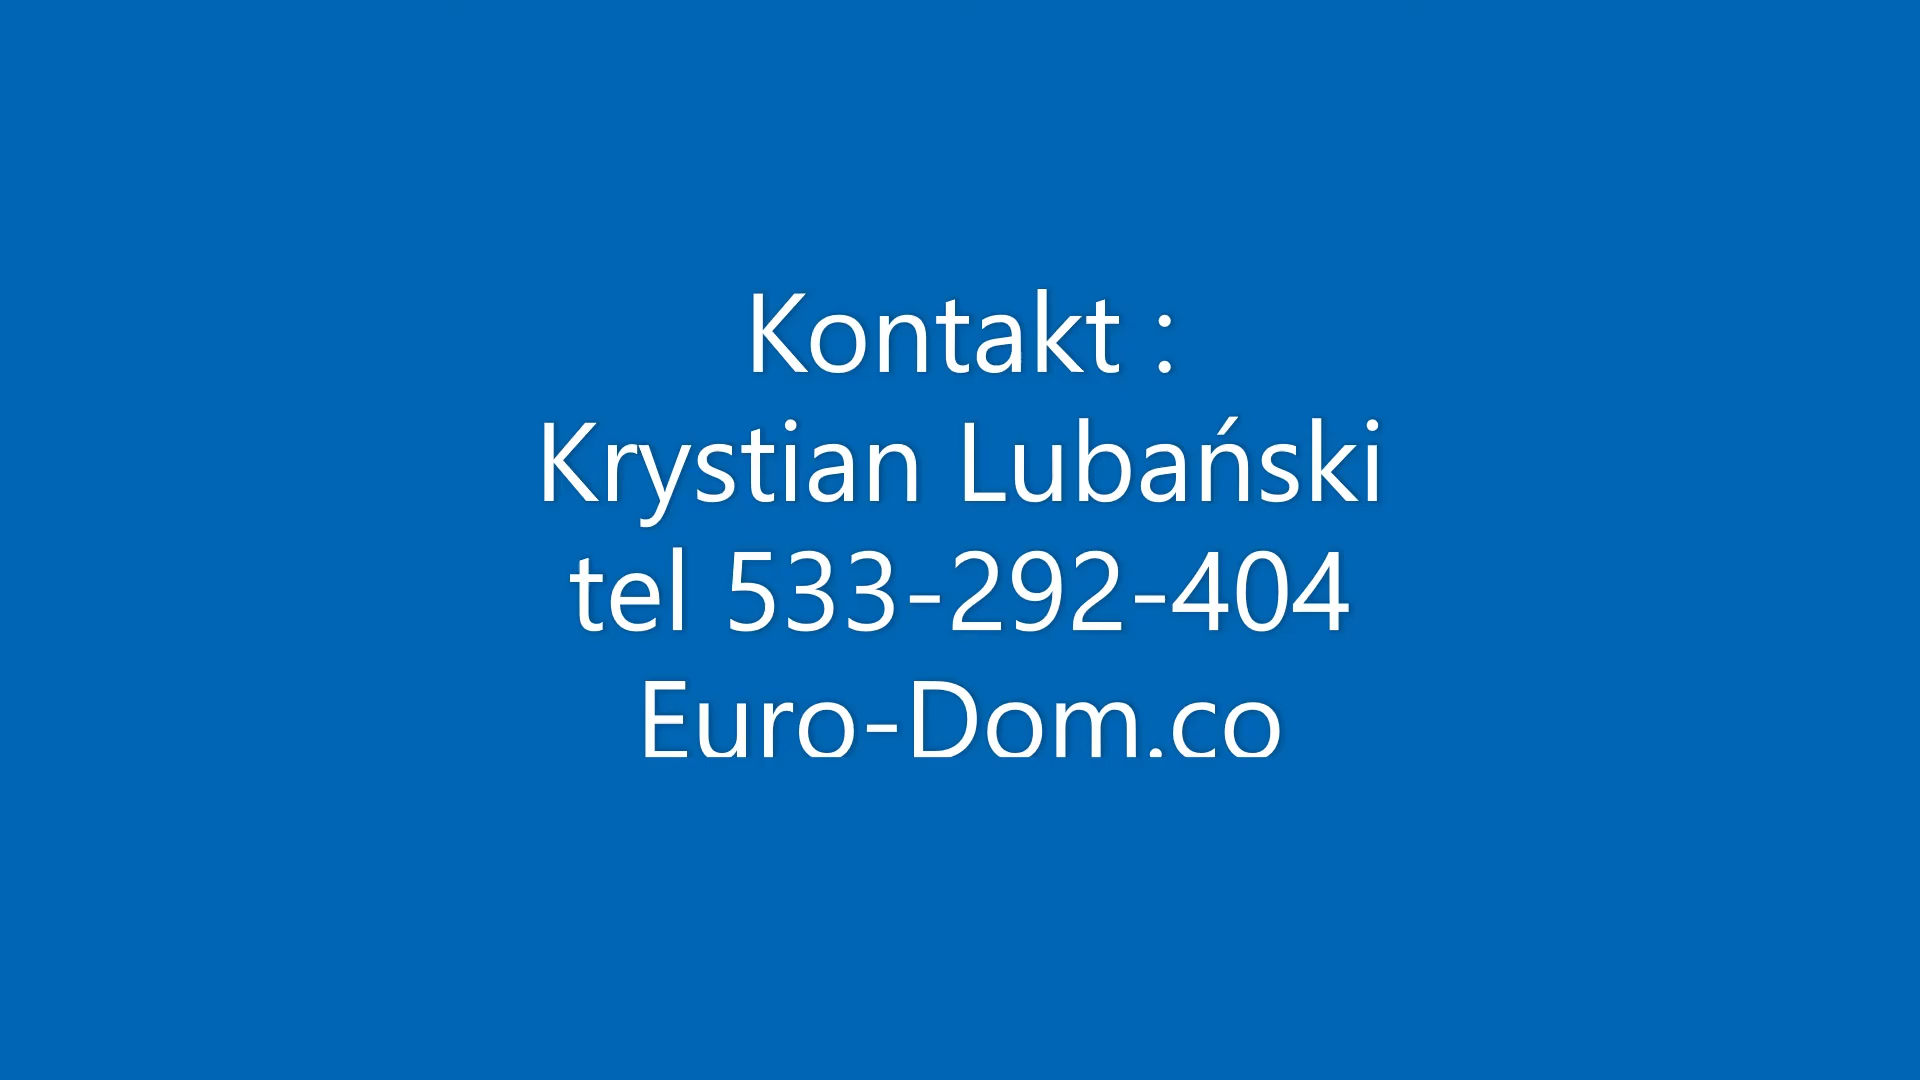 Kontakt :
Krystian Lubański
tel 533-292-404
Euro-Dom.co